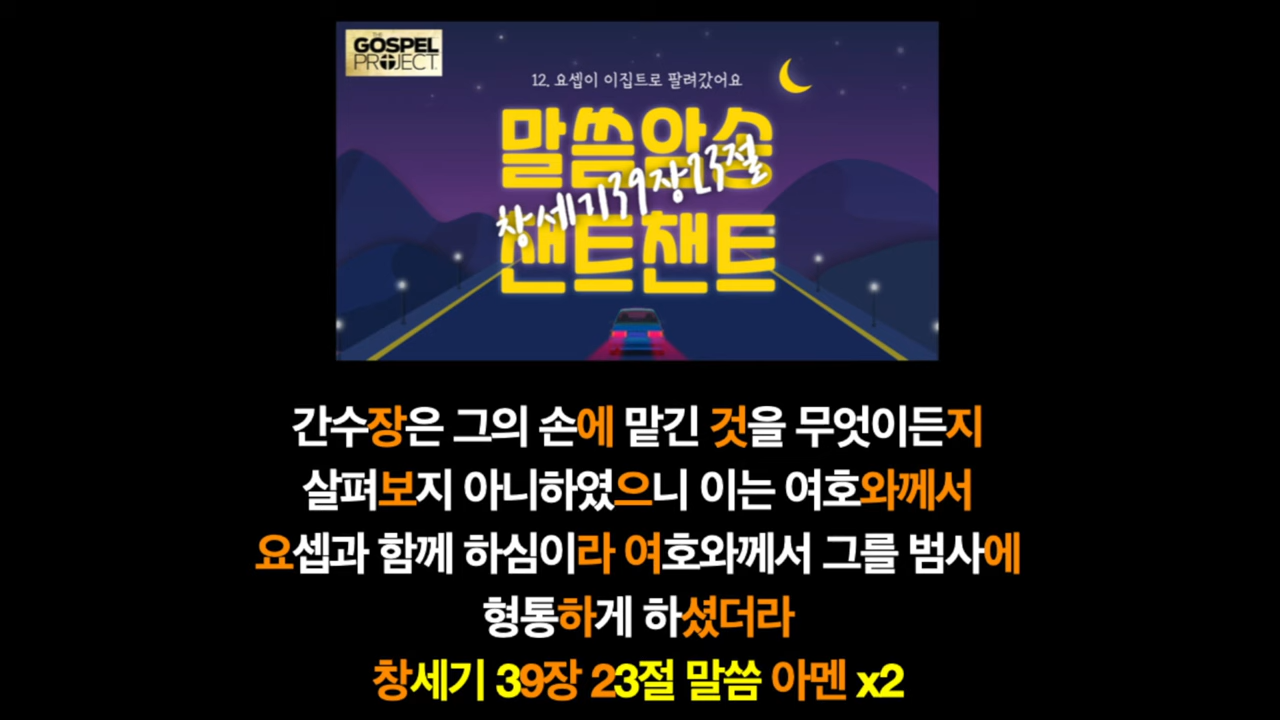 THE
GOSPEL
PROJECT
12. 요셉이 이집트로 팔려갔어요
말씀암송
창세기39장23절
챈트챈트
간수장은 그의 손에 맡긴 것을 무엇이든지
살펴보지 아니하였으니 이는 여호와께서
요셉과 함께 하심이라 여호와께서 그를 범사에
형통하게 하셨더라
창세기 39장 23절 말씀 아멘 x2